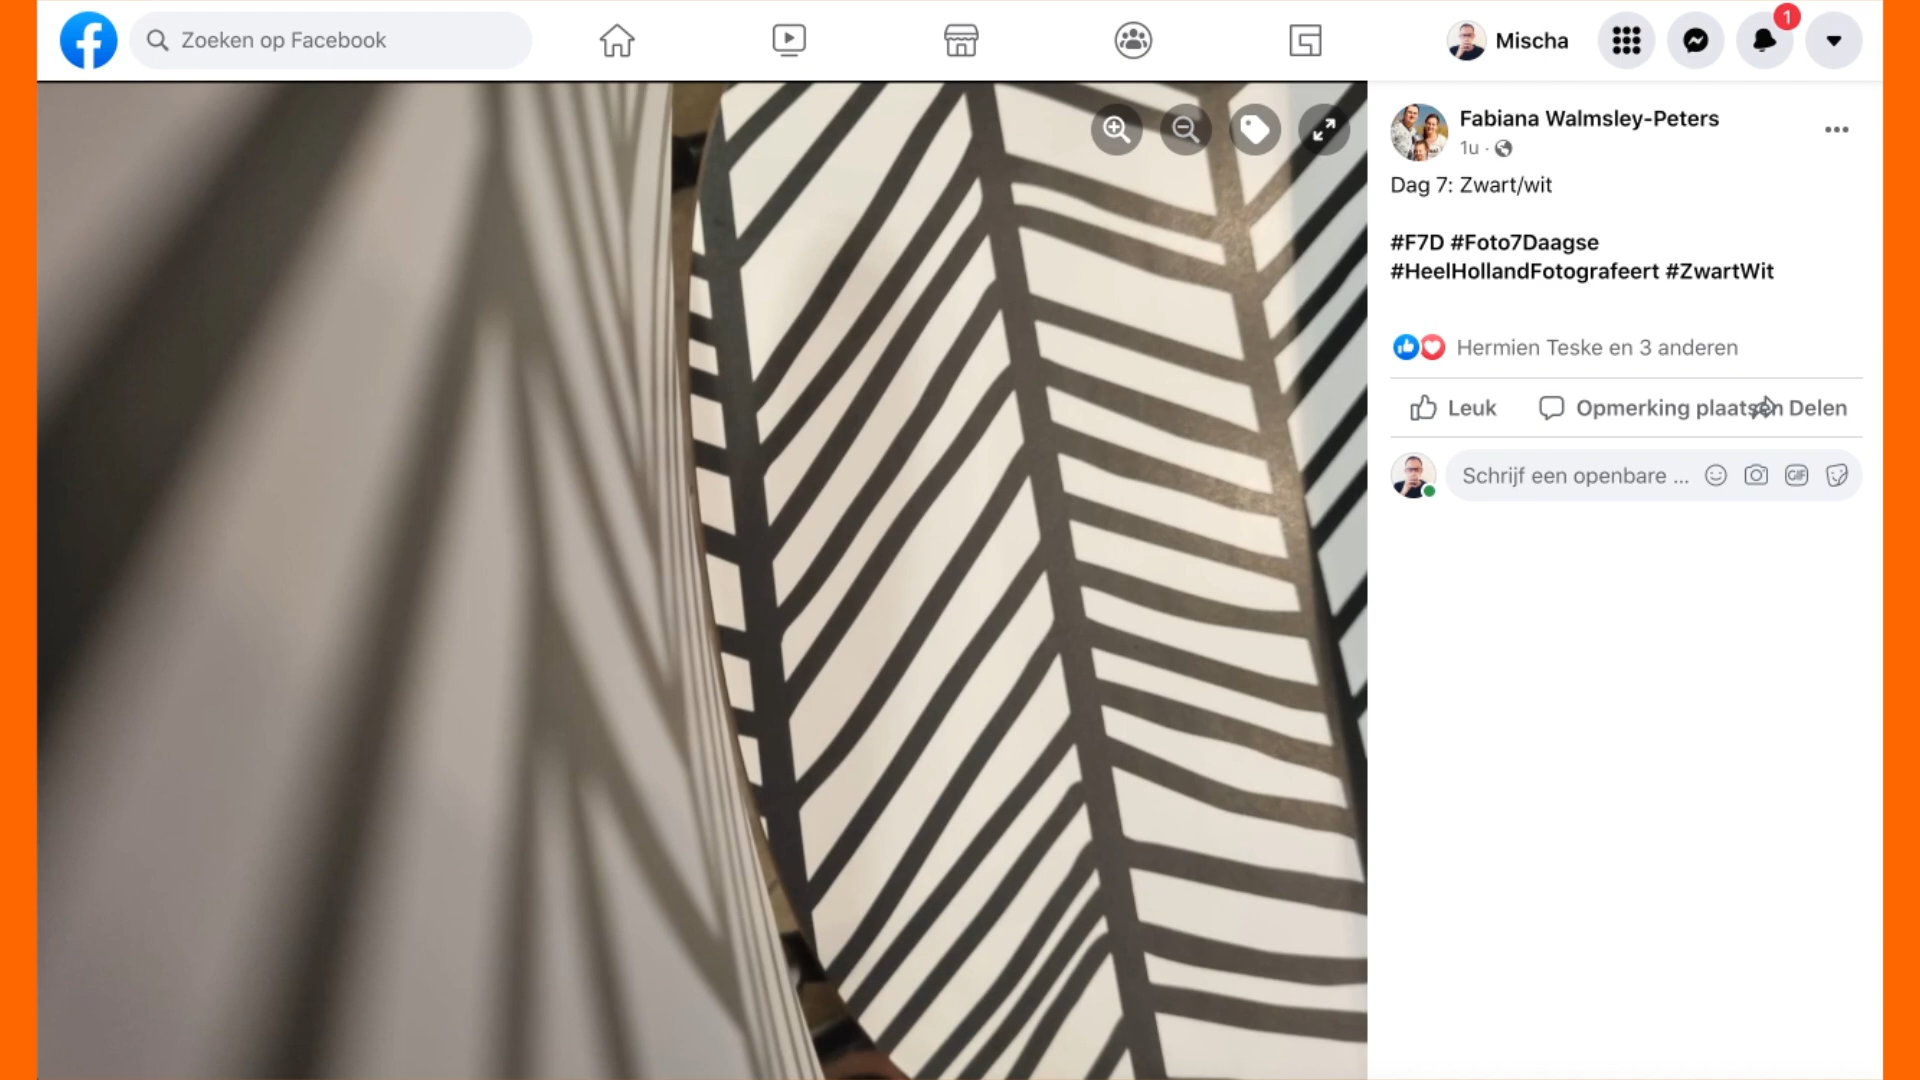 Zoeken op Facebook
Mischa
1
Fabiana Walmsley-Peters
1u ·
Dag 7: Zwart/wit
#F7D #Foto7Daagse
#HeelHollandFotografeert #ZwartWit
Hermien Teske en 3 anderen
Leuk
Opmerking plaatsen
Delen
Schrijf een openbare ...
GIF